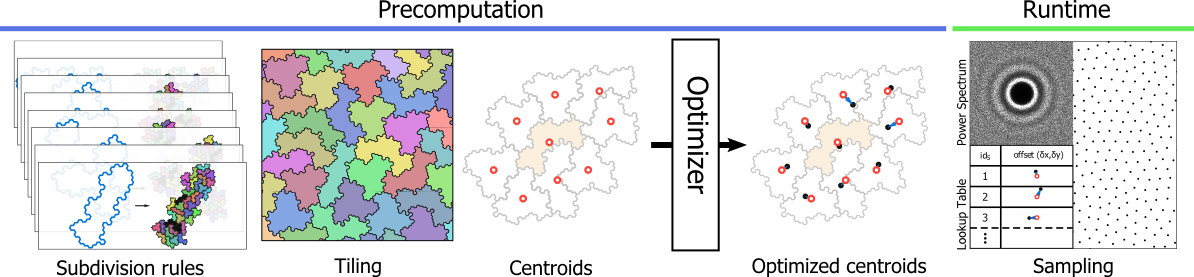 Precomputation
Runtime
Optimizer
Power Spectrum
Lookup Table
idₛ offset (δx,δy)
1
2
3
⋮
Subdivision rules
Tiling
Centroids
Optimized centroids
Sampling